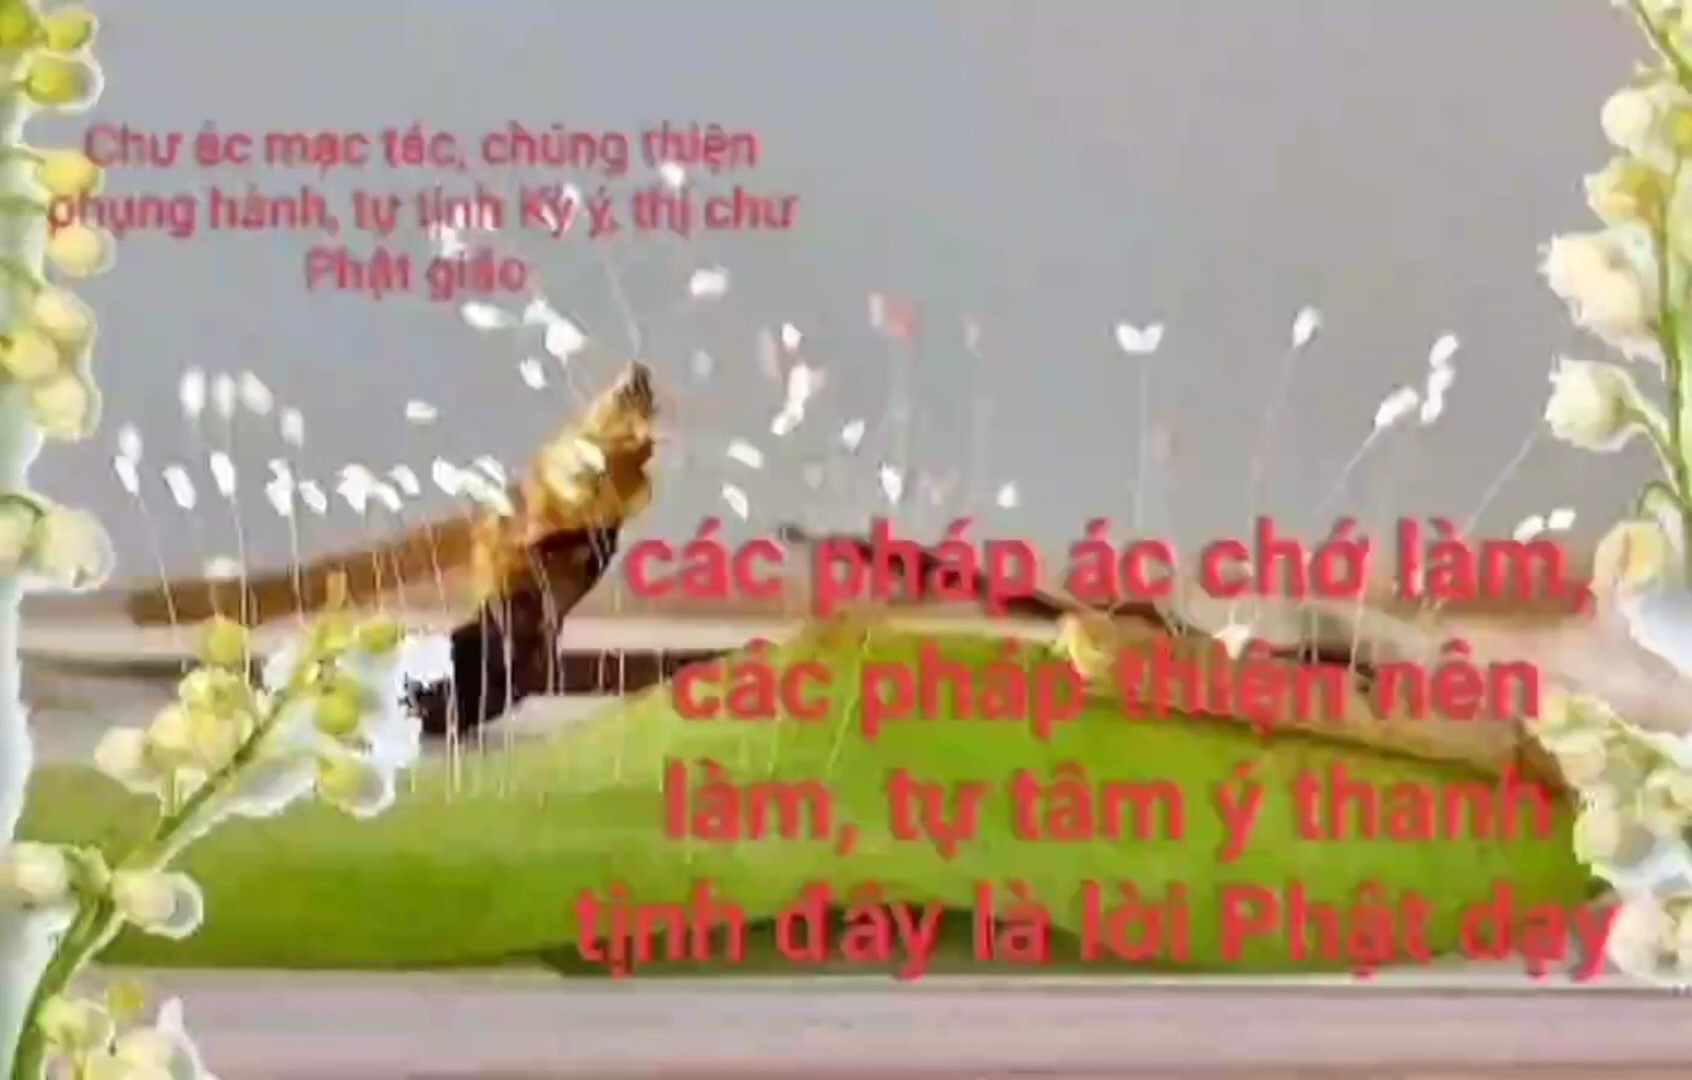 Chư ác mạc tác, chúng thiện
phụng hành, tự tịnh Kỳ ý, thị chư
Phật giáo
các pháp ác chớ làm,
các pháp thiện nên
làm, tự tâm ý thanh
tịnh đây là lời Phật dạy